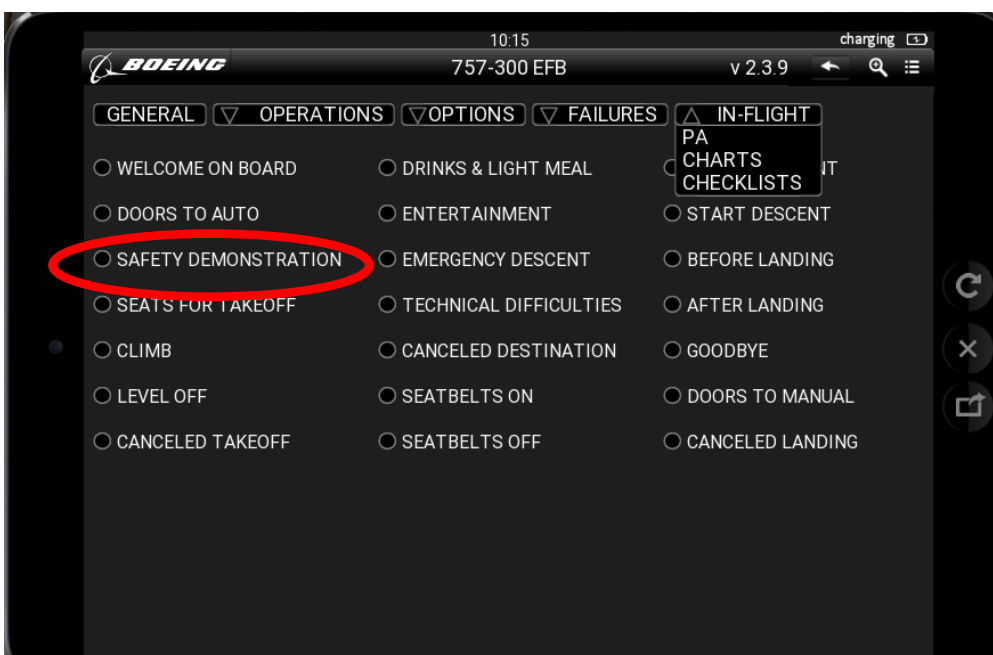 10:15 charging
BOEING 757-300 EFB v 2.3.9
GENERAL OPERATIONS OPTIONS FAILURES IN-FLIGHT
PA
CHARTS
CHECKLISTS
WELCOME ON BOARD DRINKS & LIGHT MEAL NT
DOORS TO AUTO ENTERTAINMENT START DESCENT
SAFETY DEMONSTRATION EMERGENCY DESCENT BEFORE LANDING
SEATS FOR TAKEOFF TECHNICAL DIFFICULTIES AFTER LANDING
CLIMB CANCELED DESTINATION GOODBYE
LEVEL OFF SEATBELTS ON DOORS TO MANUAL
CANCELED TAKEOFF SEATBELTS OFF CANCELED LANDING